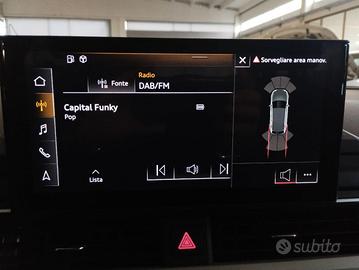 Sorvegliare area manov.
Fonte
Radio
DAB/FM
Capital Funky
Pop
Lista
subito